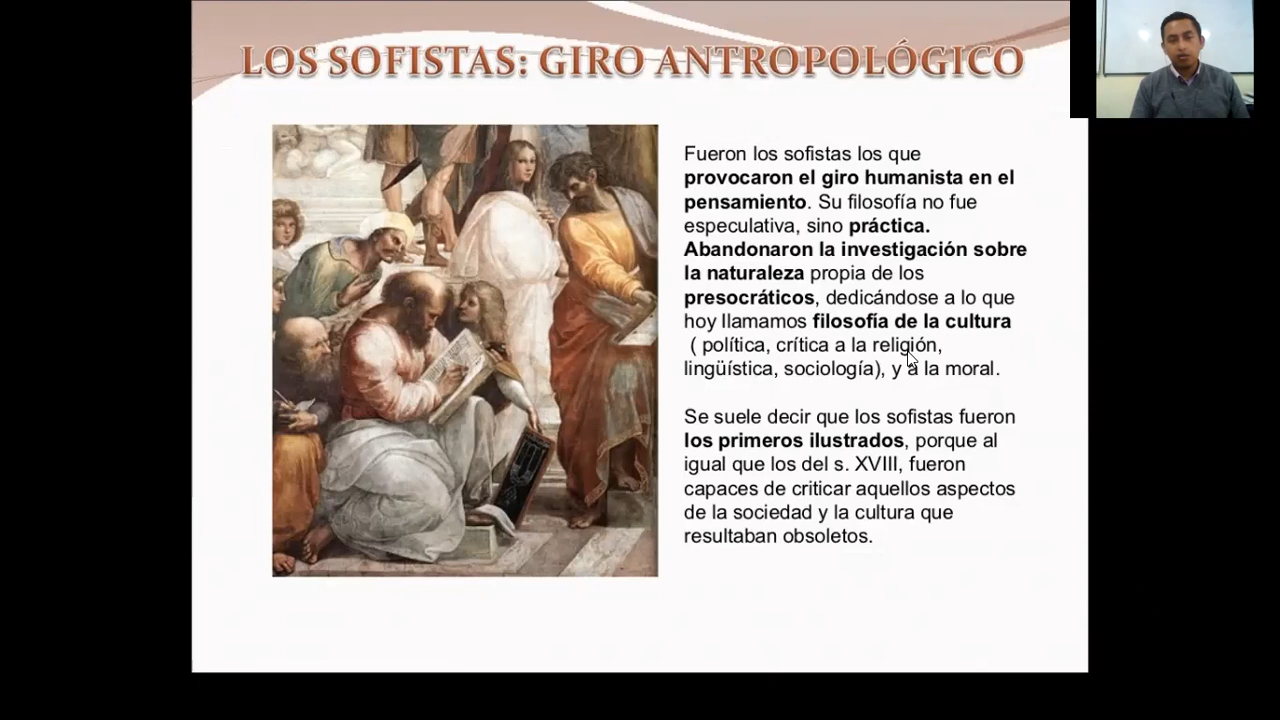 LOS SOFISTAS: GIRO ANTROPOLÓGICO
Fueron los sofistas los que
provocaron el giro humanista en el
pensamiento. Su filosofía no fue
especulativa, sino práctica.
Abandonaron la investigación sobre
la naturaleza propia de los
presocráticos, dedicándose a lo que
hoy llamamos filosofía de la cultura
( política, crítica a la religión,
lingüística, sociología), y a la moral.
Se suele decir que los sofistas fueron
los primeros ilustrados, porque al
igual que los del s. XVIII, fueron
capaces de criticar aquellos aspectos
de la sociedad y la cultura que
resultaban obsoletos.